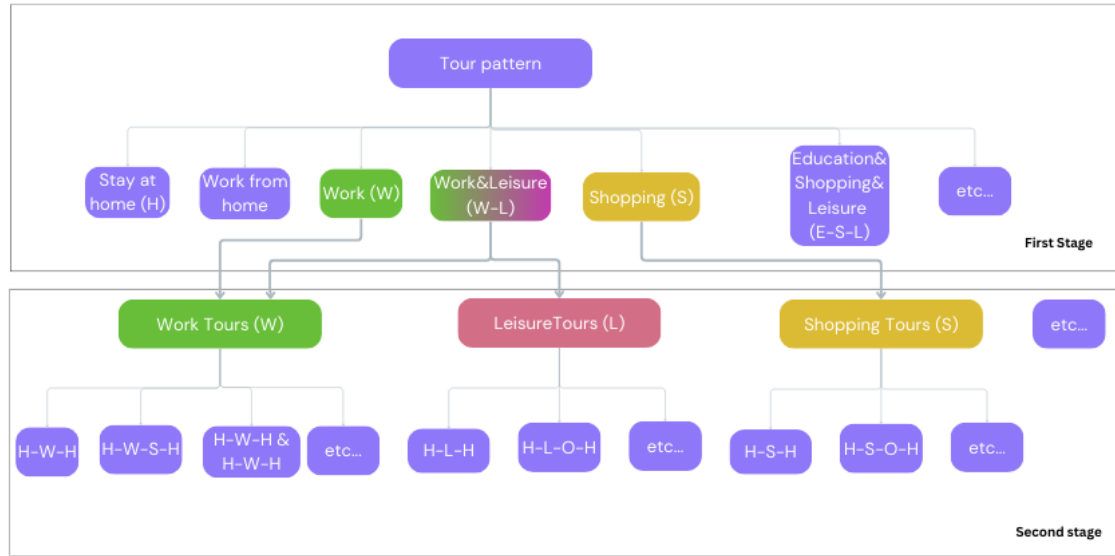 Tour pattern
Stay at
home (H)
Work from
home
Work (W)
Work&Leisure
(W-L)
Shopping (S)
Education&
Shopping&
Leisure
(E-S-L)
etc...
First Stage
Work Tours (W)
LeisureTours (L)
Shopping Tours (S)
etc...
H-W-H
H-W-S-H
H-W-H &
H-W-H
etc...
H-L-H
H-L-O-H
etc...
H-S-H
H-S-O-H
etc...
Second stage